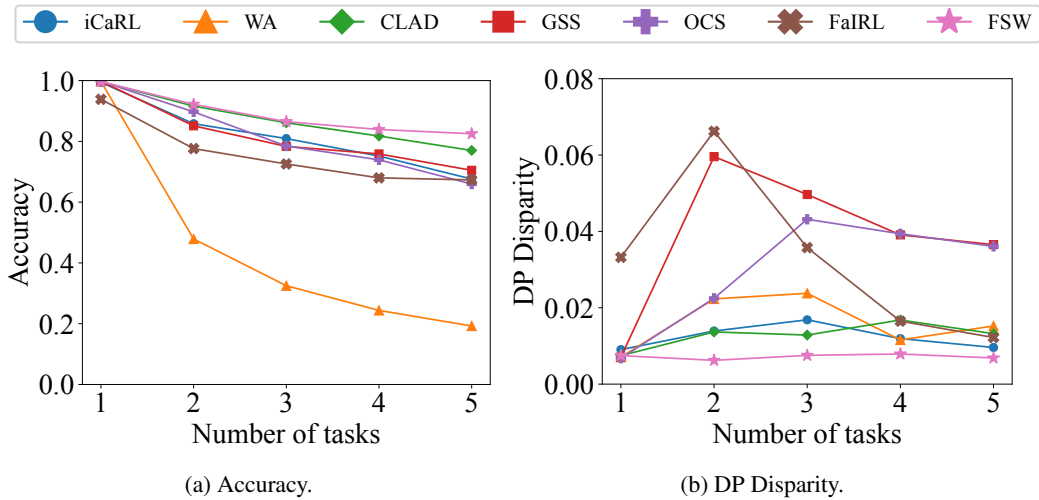 iCaRL WA CLAD GSS OCS FaIRL FSW
1.0
0.8
0.6
0.4
0.2
0.0
Accuracy
1 2 3 4 5
Number of tasks
(a) Accuracy.
0.08
0.06
0.04
0.02
0.00
DP Disparity
1 2 3 4 5
Number of tasks
(b) DP Disparity.